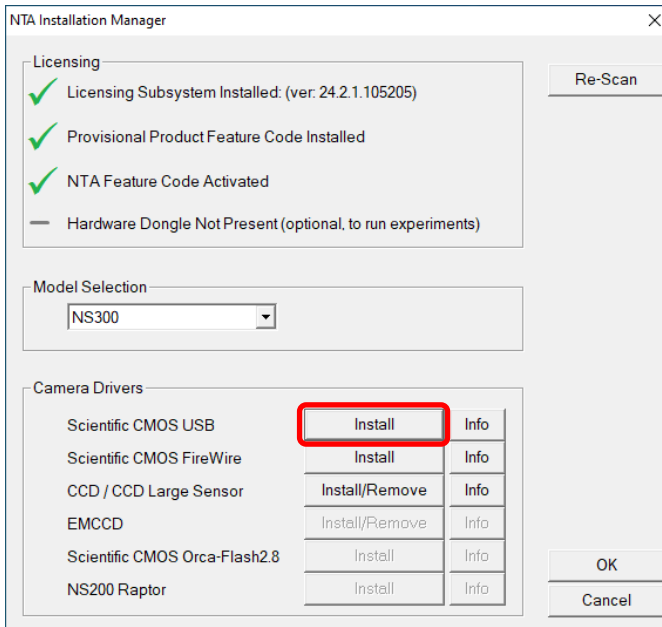 NTA Installation Manager
Licensing
Re-Scan
Licensing Subsystem Installed: (ver: 24.2.1.105205)
Provisional Product Feature Code Installed
NTA Feature Code Activated
Hardware Dongle Not Present (optional, to run experiments)
Model Selection
NS300
Camera Drivers
Scientific CMOS USB Install Info
Scientific CMOS FireWire Install Info
CCD / CCD Large Sensor Install/Remove Info
EMCCD Install/Remove Info
Scientific CMOS Orca-Flash2.8 Install Info
OK
NS200 Raptor Install Info
Cancel